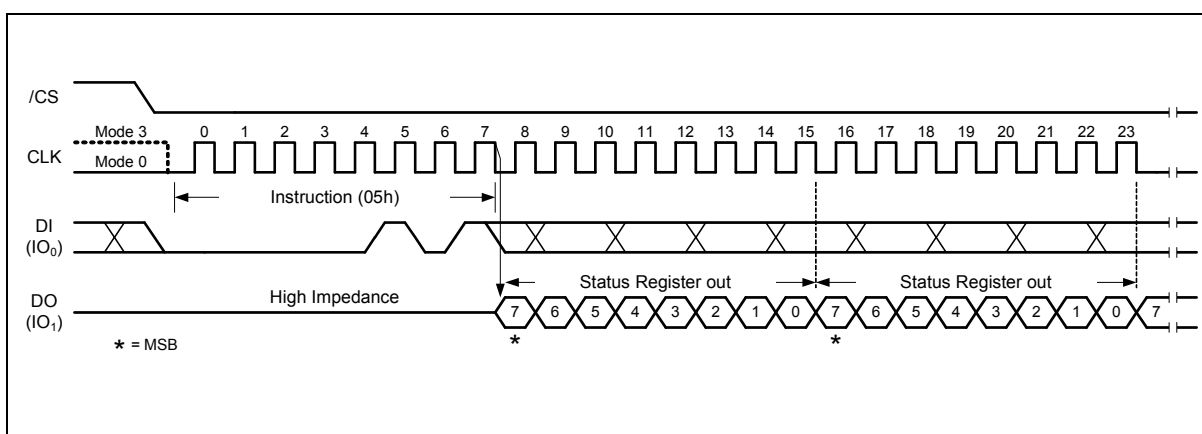 /CS
Mode 3 0 1 2 3 4 5 6 7 8 9 10 11 12 13 14 15 16 17 18 19 20 21 22 23
CLK Mode 0
Instruction (05h)
DI
(IO₀)
Status Register out Status Register out
DO High Impedance
(IO₁) 7 6 5 4 3 2 1 0 7 6 5 4 3 2 1 0 7
* *
* = MSB